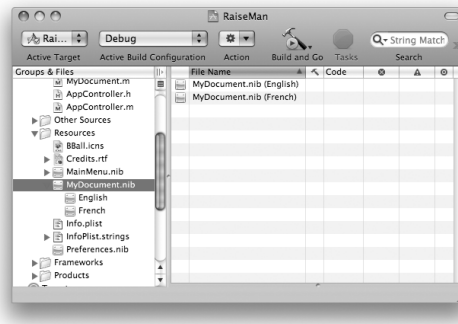 RaiseMan
Rai... Debug String Match
Active Target Active Build Configuration Action Build and Go Tasks Search
Groups & Files File Name Code
MyDocument.m
AppController.h
AppController.m
Other Sources
Resources
BBall.icns
Credits.rtf
MainMenu.nib
MyDocument.nib
English
French
Info.plist
InfoPlist.strings
Preferences.nib
Frameworks
Products
MyDocument.nib (English)
MyDocument.nib (French)